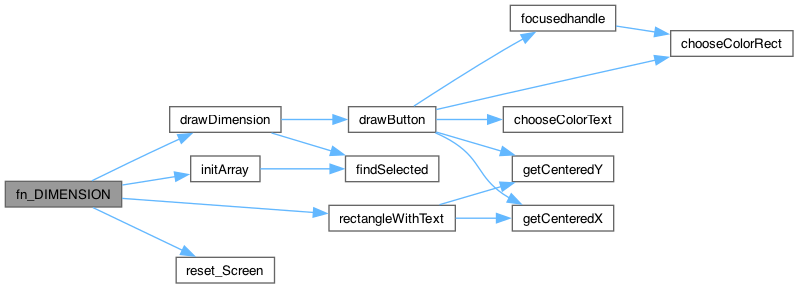 focusedhandle
chooseColorRect
drawDimension
drawButton
chooseColorText
initArray
findSelected
getCenteredY
fn_DIMENSION
rectangleWithText
getCenteredX
reset_Screen